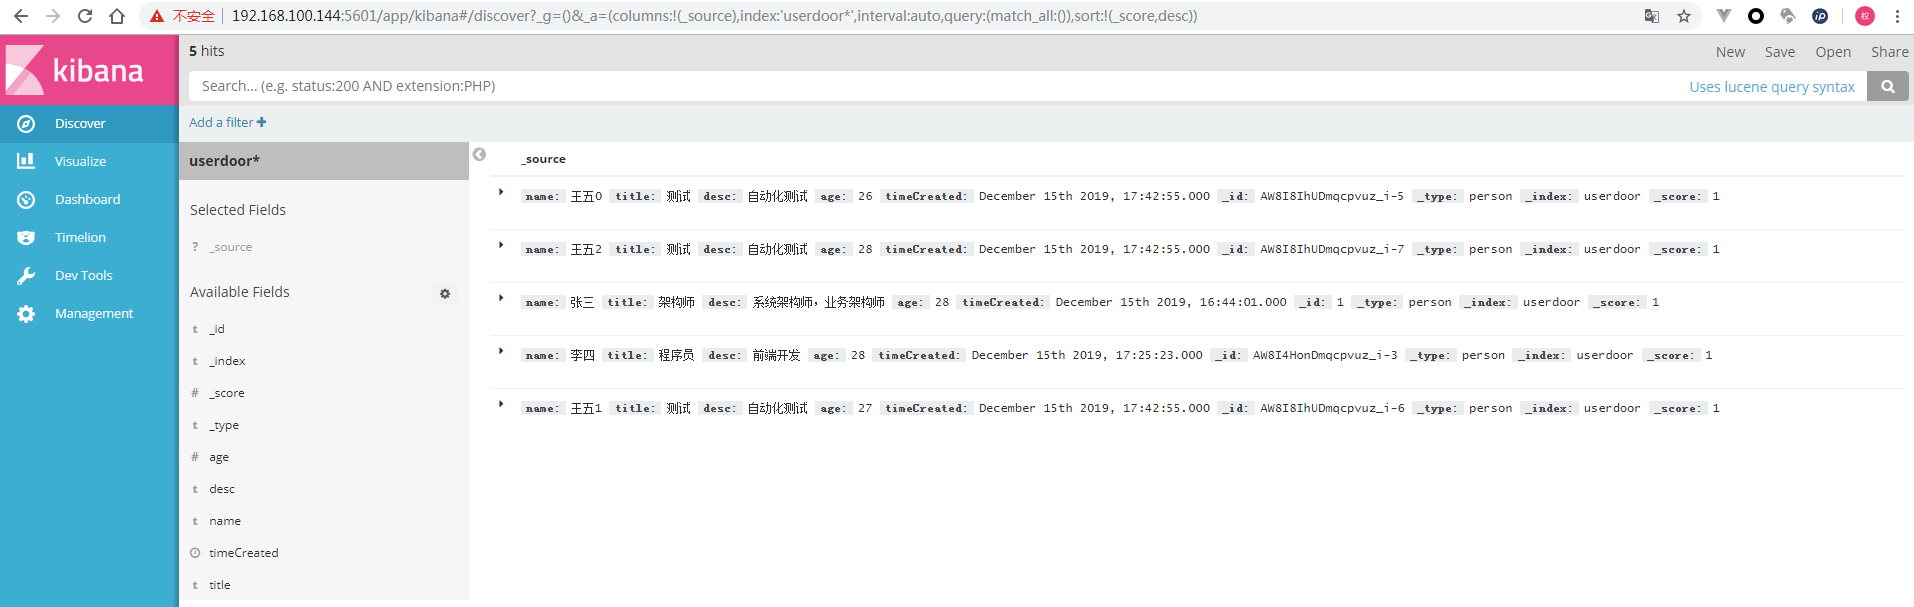 不安全 192.168.100.144:5601/app/kibana#/discover?_g=()&_a=(columns:!(_source),index:'userdoor*',interval:auto,query:(match_all:()),sort:!(_score,desc))
kibana
Discover
Visualize
Dashboard
Timelion
Dev Tools
Management
5 hits
New Save Open Share
Search... (e.g. status:200 AND extension:PHP) Uses lucene query syntax
Add a filter +
userdoor*
Selected Fields
? _source
Available Fields
t _id
t _index
# _score
t _type
# age
t desc
t name
timeCreated
t title
_source
name: 王五0 title: 测试 desc: 自动化测试 age: 26 timeCreated: December 15th 2019, 17:42:55.000 _id: AW8I8IhUDmqcpvuz_i-5 _type: person _index: userdoor _score: 1
name: 王五2 title: 测试 desc: 自动化测试 age: 28 timeCreated: December 15th 2019, 17:42:55.000 _id: AW8I8IhUDmqcpvuz_i-7 _type: person _index: userdoor _score: 1
name: 张三 title: 架构师 desc: 系统架构师，业务架构师 age: 28 timeCreated: December 15th 2019, 16:44:01.000 _id: 1 _type: person _index: userdoor _score: 1
name: 李四 title: 程序员 desc: 前端开发 age: 28 timeCreated: December 15th 2019, 17:25:23.000 _id: AW8I4HonDmqcpvuz_i-3 _type: person _index: userdoor _score: 1
name: 王五1 title: 测试 desc: 自动化测试 age: 27 timeCreated: December 15th 2019, 17:42:55.000 _id: AW8I8IhUDmqcpvuz_i-6 _type: person _index: userdoor _score: 1